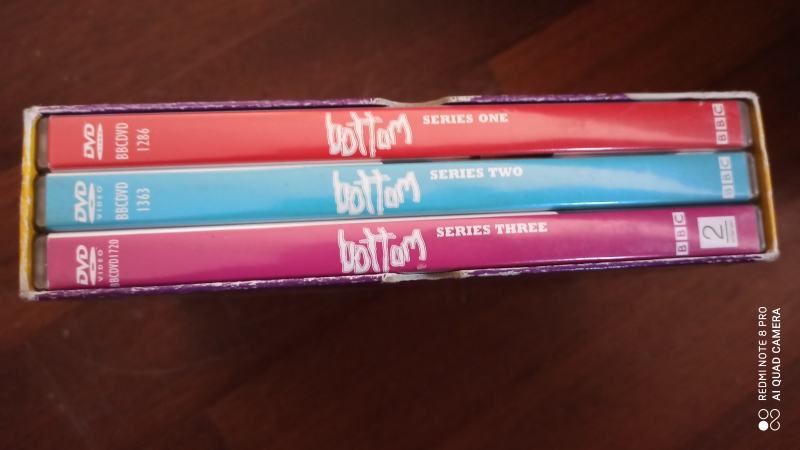 DVD
VIDEO
BBCDVD
1286
bottom
SERIES ONE
BBC
DVD
VIDEO
BBCDVD
1363
bottom
SERIES TWO
BBC
DVD
VIDEO
BBCDVD1720
bottom
SERIES THREE
BBC
2
REDMI NOTE 8 PRO
AI QUAD CAMERA